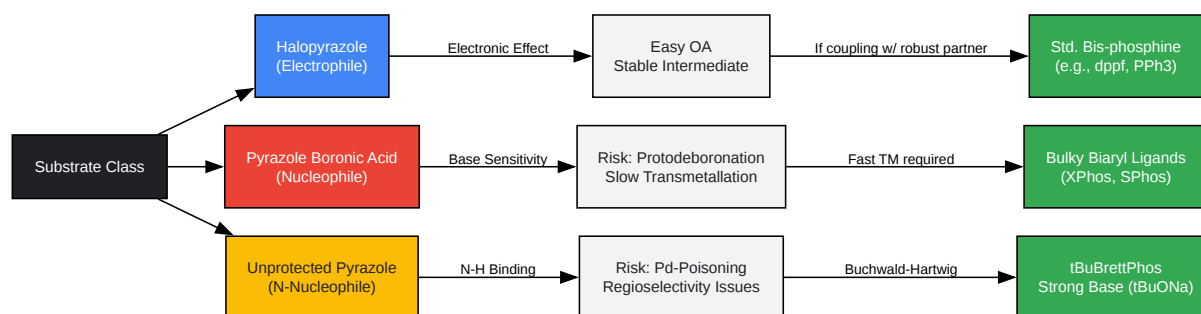 Halopyrazole
(Electrophile)
Electronic Effect
Easy OA
Stable Intermediate
If coupling w/ robust partner
Std. Bis-phosphine
(e.g., dppf, PPh3)
Substrate Class
Pyrazole Boronic Acid
(Nucleophile)
Base Sensitivity
Risk: Protodeboronation
Slow Transmetallation
Fast TM required
Bulky Biaryl Ligands
(XPhos, SPhos)
Unprotected Pyrazole
(N-Nucleophile)
N-H Binding
Risk: Pd-Poisoning
Regioselectivity Issues
Buchwald-Hartwig
tBuBrettPhos
Strong Base (tBuONa)